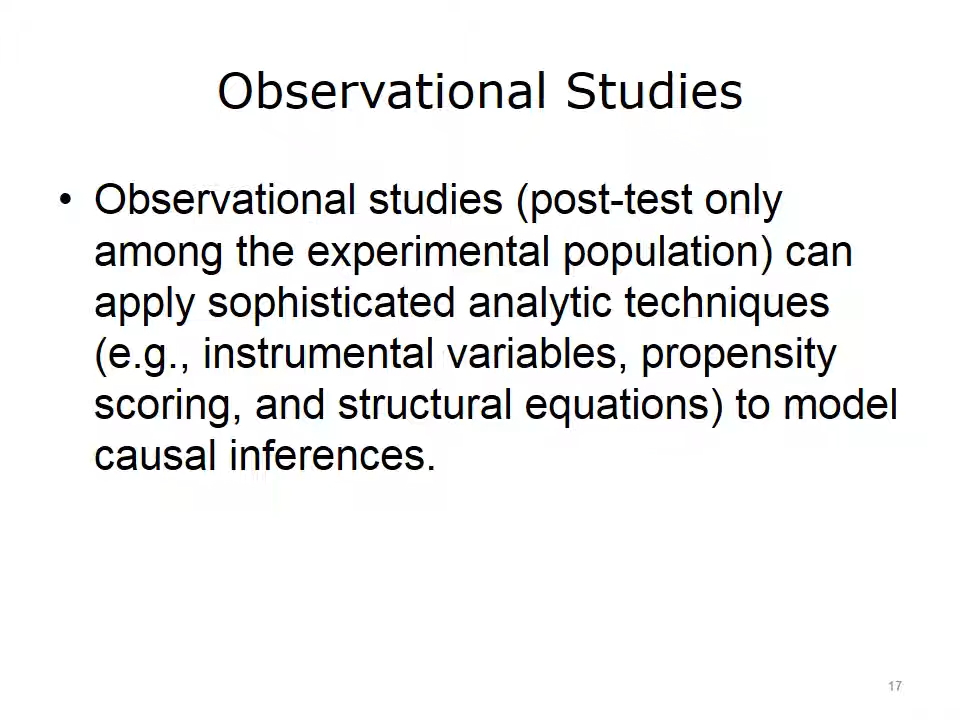 Observational Studies
• Observational studies (post-test only
among the experimental population) can
apply sophisticated analytic techniques
(e.g., instrumental variables, propensity
scoring, and structural equations) to model
causal inferences.
17